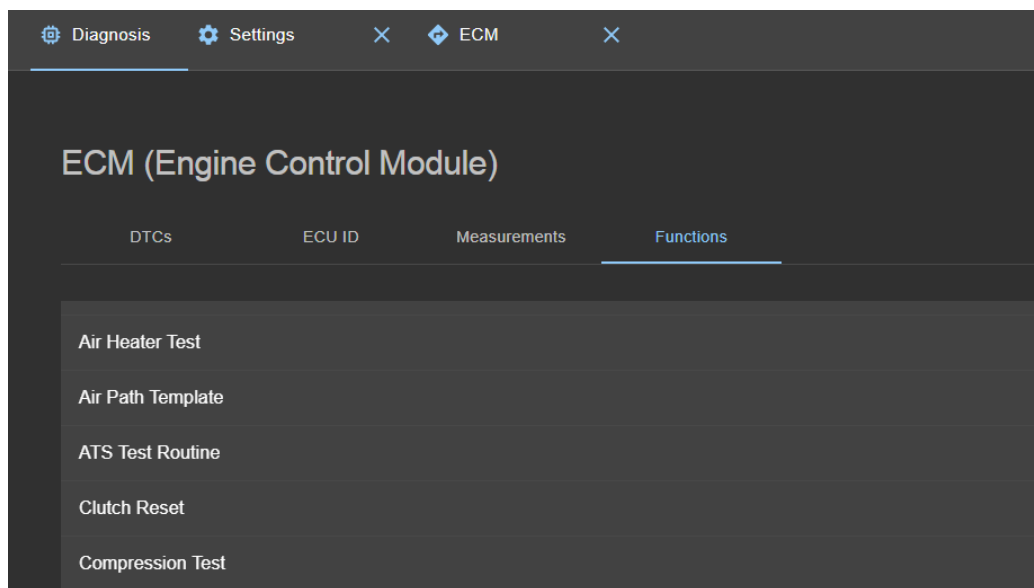 Diagnosis Settings ECM
ECM (Engine Control Module)
DTCs ECU ID Measurements Functions
Air Heater Test
Air Path Template
ATS Test Routine
Clutch Reset
Compression Test